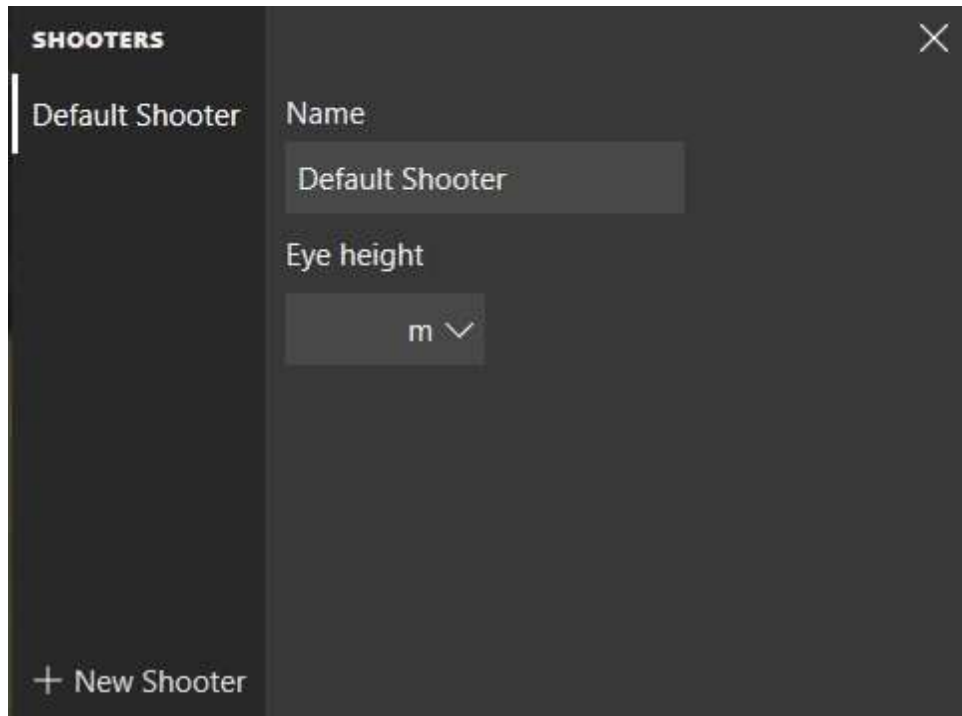 SHOOTERS
Default Shooter
Name
Default Shooter
Eye height
m
+ New Shooter